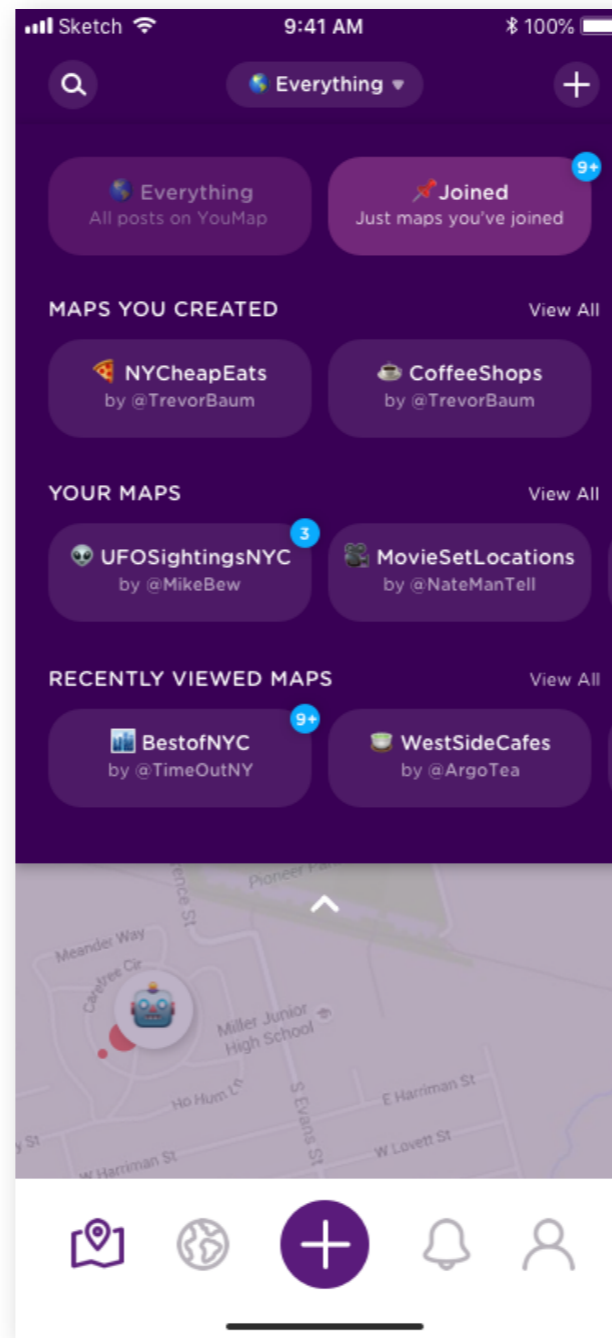 Sketch 9:41 AM 100%
Everything
9+
Everything Joined
All posts on YouMap Just maps you've joined
MAPS YOU CREATED View All
NYCheapEats CoffeeShops
by @TrevorBaum by @TrevorBaum
YOUR MAPS View All
3
UFOSightingsNYC MovieSetLocations
by @MikeBew by @NateManTell
RECENTLY VIEWED MAPS View All
9+
BestofNYC WestSideCafes
by @TimeOutNY by @ArgoTea
Pioneer
Meander Way
Carefree Cir
Miller Junior
High School
Ho Hum Ln
S Evans St
E Harriman St
W Lovett St
W Harriman St